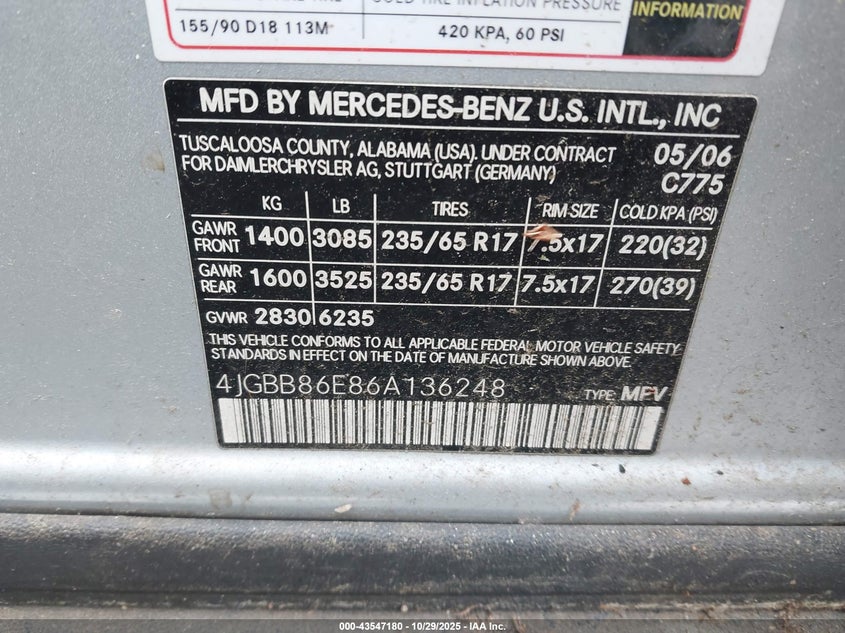 COLD TIRE INFLATION PRESSURE
155/90 D18 113M 420 KPA, 60 PSI
INFORMATION
MFD BY MERCEDES-BENZ U.S. INTL., INC
TUSCALOOSA COUNTY, ALABAMA (USA). UNDER CONTRACT 05/06
FOR DAIMLERCHRYSLER AG, STUTTGART (GERMANY) C775
KG LB TIRES RIM-SIZE COLD KPA (PSI)
GAWR FRONT 1400 3085 235/65 R17 7.5x17 220(32)
GAWR REAR 1600 3525 235/65 R17 7.5x17 270(39)
GVWR 2830 6235
THIS VEHICLE CONFORMS TO ALL APPLICABLE FEDERAL MOTOR VEHICLE SAFETY
STANDARDS IN EFFECT ON THE DATE OF MANUFACTURE SHOWN ABOVE.
4JGBB86E86A136248 TYPE: MPV
000-43547180 - 10/29/2025 - IAA Inc.